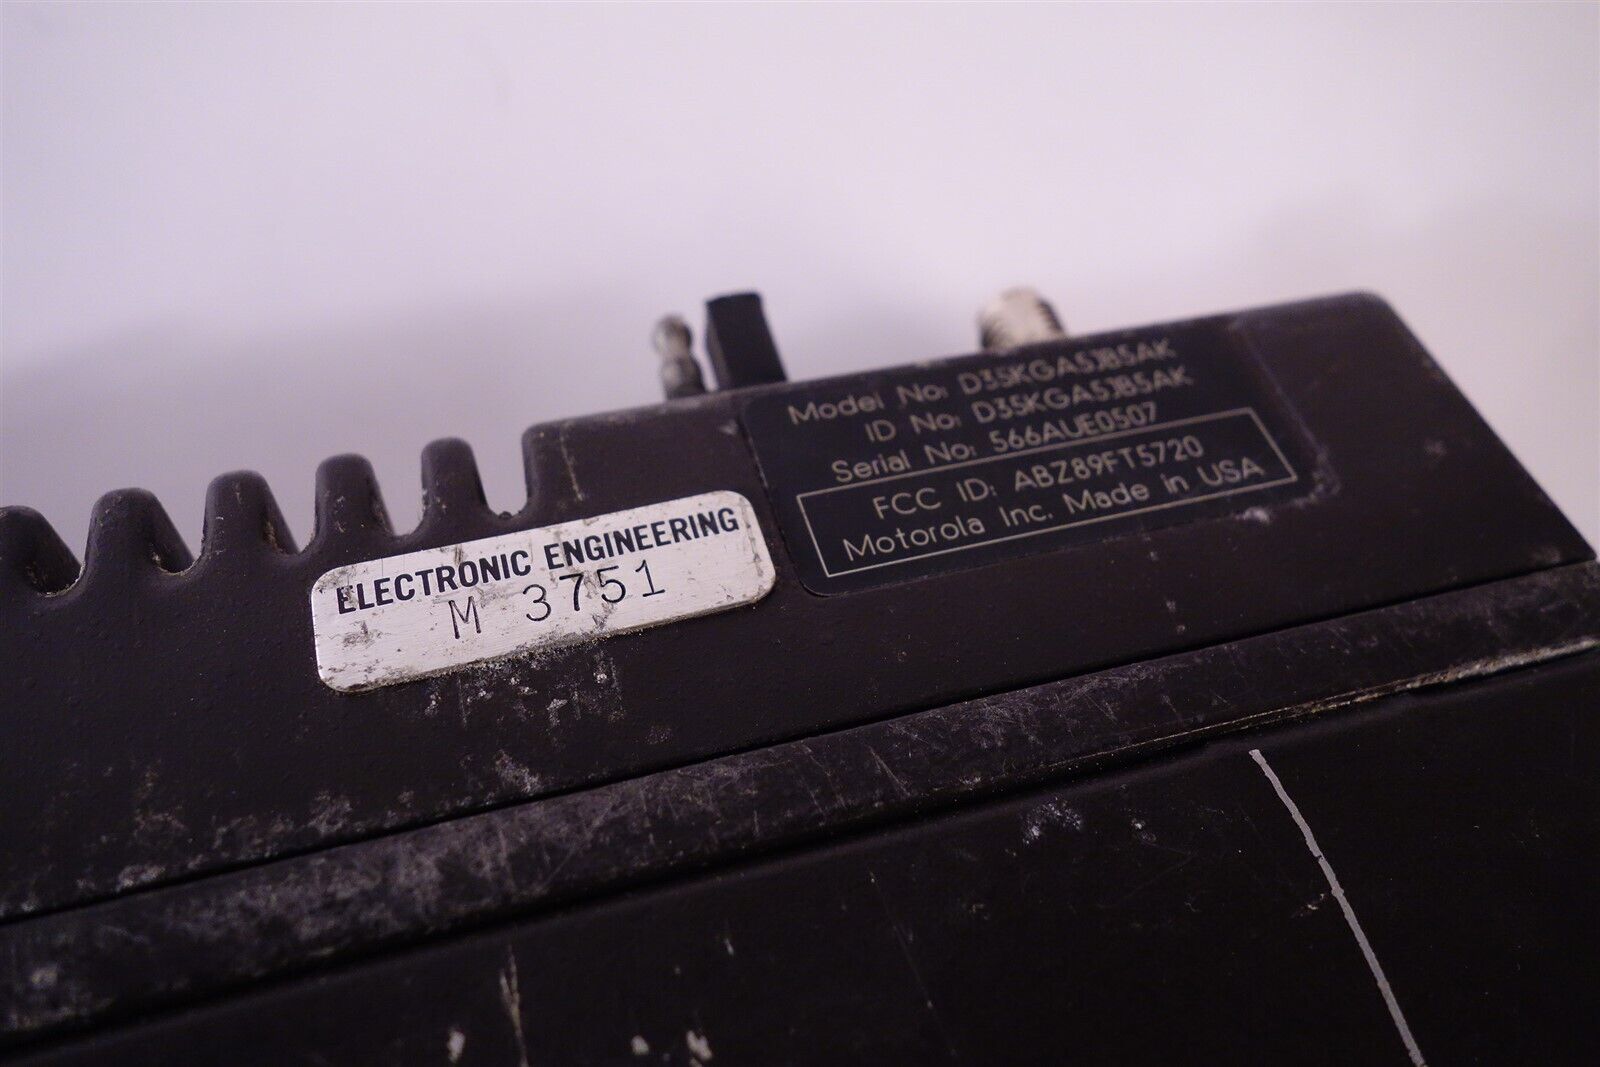 Model No: D35KGA5JB5AK
ID No: D35KGA5JB5AK
Serial No: 566AUE0507
FCC ID: ABZ89FT5720
Motorola Inc. Made in USA
ELECTRONIC ENGINEERING
M 3751